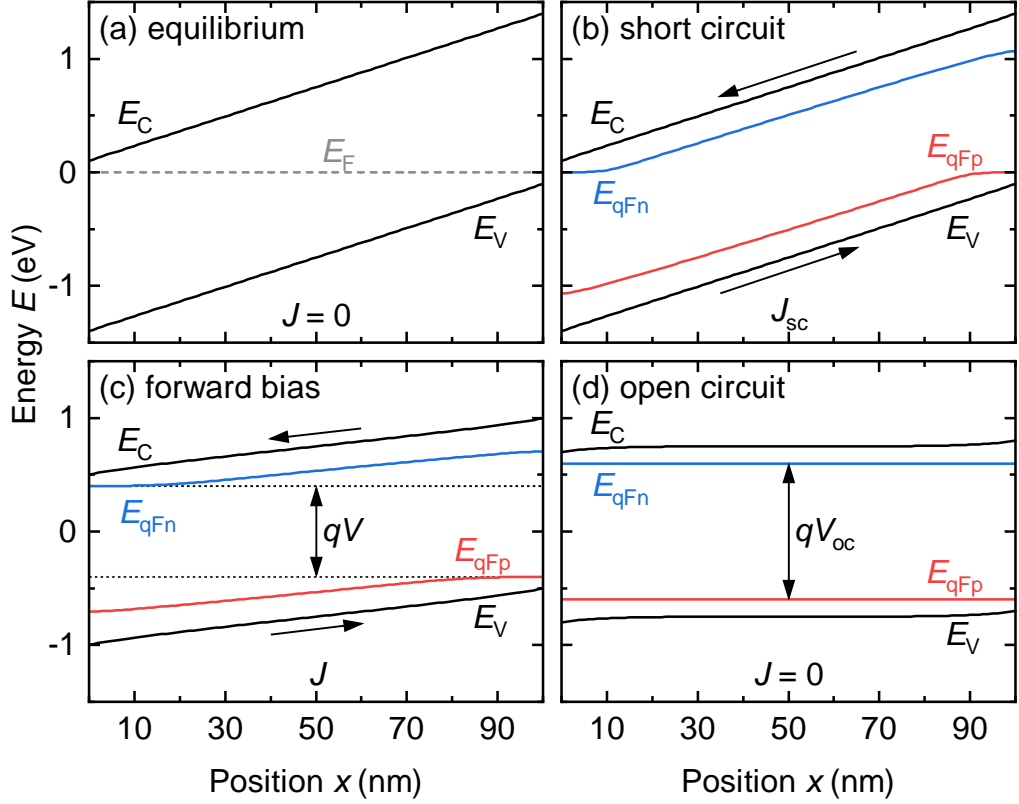 (a) equilibrium
(b) short circuit
1
0
-1
E_C
E_F
E_V
J = 0
E_C
E_qFn
E_qFp
E_V
J_sc
(c) forward bias
(d) open circuit
1
0
-1
E_C
E_qFn
qV
E_qFp
E_V
J
E_C
E_qFn
qV_oc
E_qFp
E_V
J = 0
10 30 50 70 90
10 30 50 70 90
Position x (nm)
Position x (nm)
Energy E (eV)